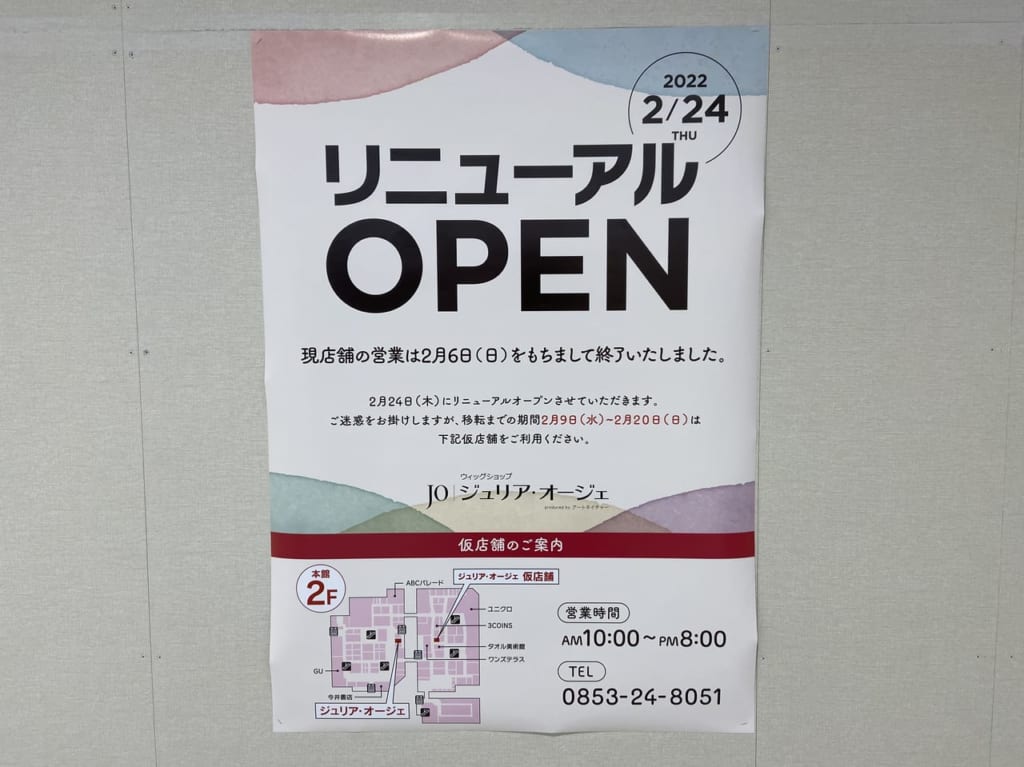 2022
2/24
THU
リニューアル
OPEN
現店舗の営業は2月6日(日)をもちまして終了いたしました。
2月24日(木)にリニューアルオープンさせていただきます。
ご迷惑をお掛けしますが、移転までの期間2月9日(水)~2月20日(日)は
下記仮店舗をご利用ください。
ウィッグショップ
JO ジュリア・オージェ
produced by アートネイチャー
仮店舗のご案内
本館
2F
ABCパレード
ジュリア・オージェ 仮店舗
ユニクロ
3COINS
タオル美術館
ワンズテラス
GU
今井書店
ジュリア・オージェ
営業時間
AM10:00~PM8:00
TEL
0853-24-8051